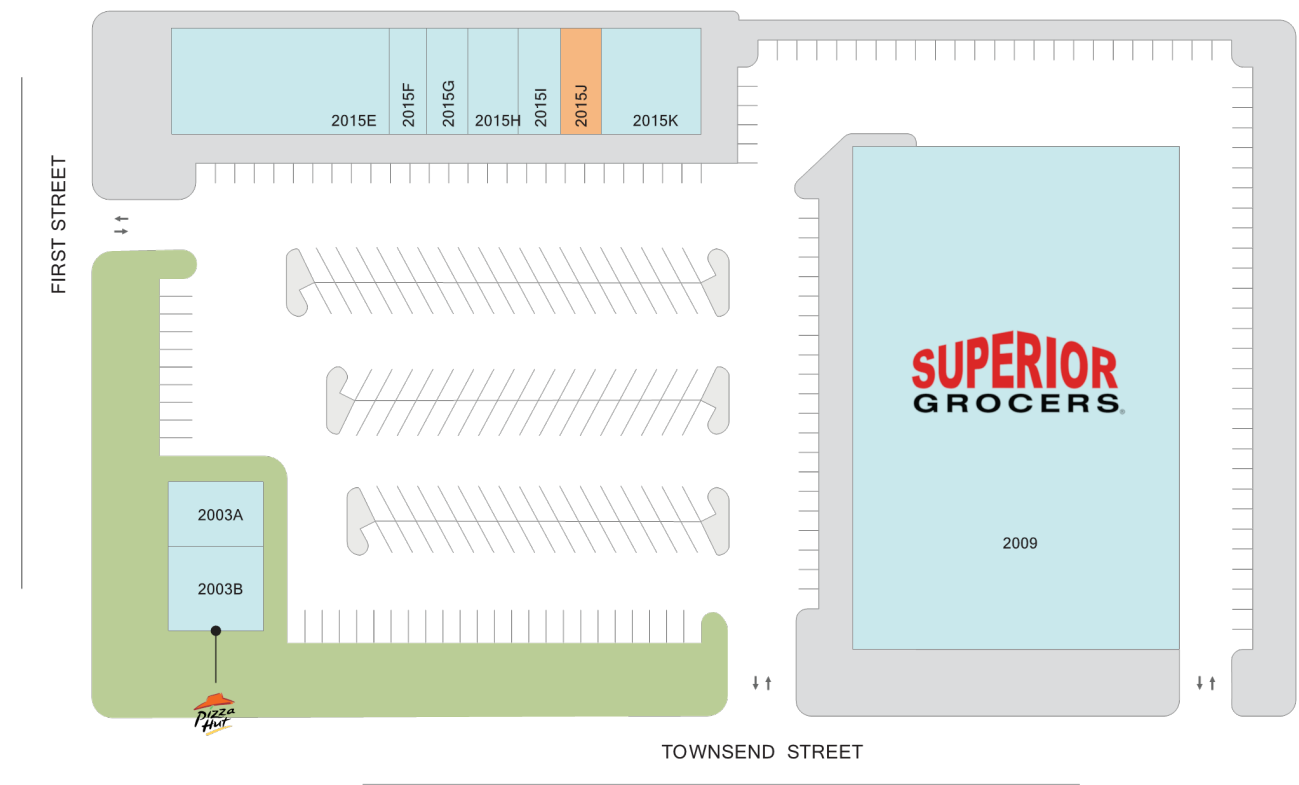 2015E
2015F
2015G
2015H
2015I
2015J
2015K
FIRST STREET
SUPERIOR
GROCERS®
2003A
2009
2003B
Pizza
Hut
TOWNSEND STREET